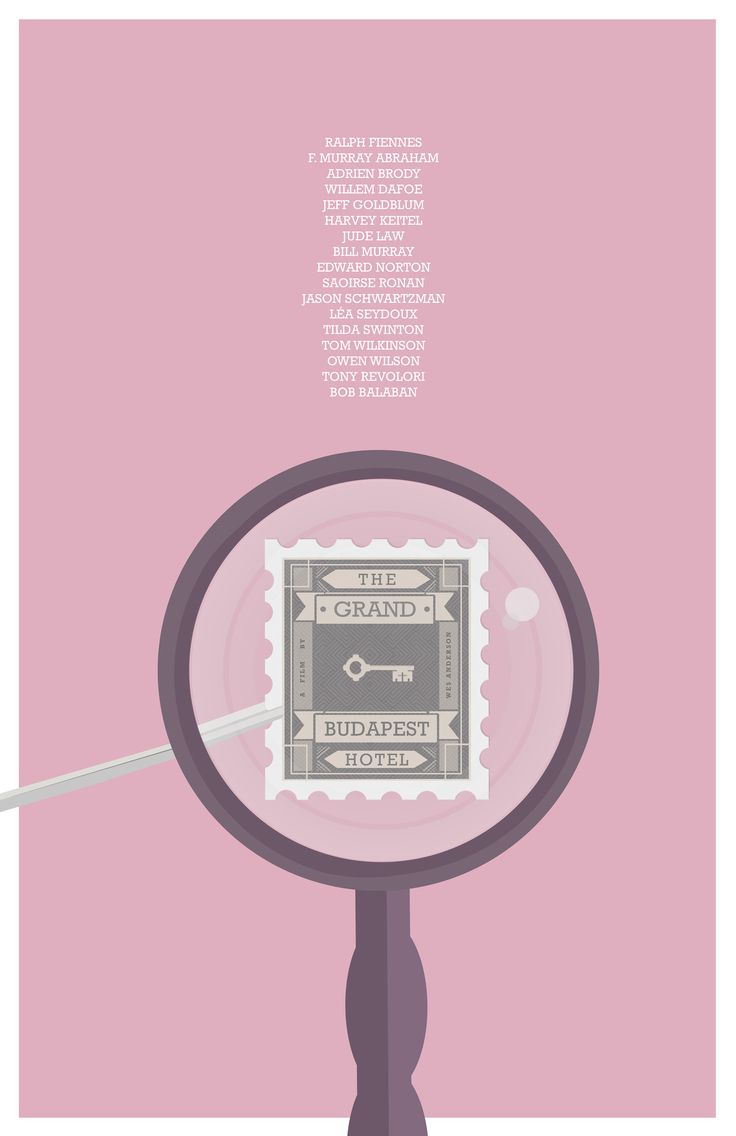 RALPH FIENNES
F. MURRAY ABRAHAM
ADRIEN BRODY
WILLEM DAFOE
JEFF GOLDBLUM
HARVEY KEITEL
JUDE LAW
BILL MURRAY
EDWARD NORTON
SAOIRSE RONAN
JASON SCHWARTZMAN
LÉA SEYDOUX
TILDA SWINTON
TOM WILKINSON
OWEN WILSON
TONY REVOLORI
BOB BALABAN
THE
GRAND
A FILM BY
WES ANDERSON
BUDAPEST
HOTEL